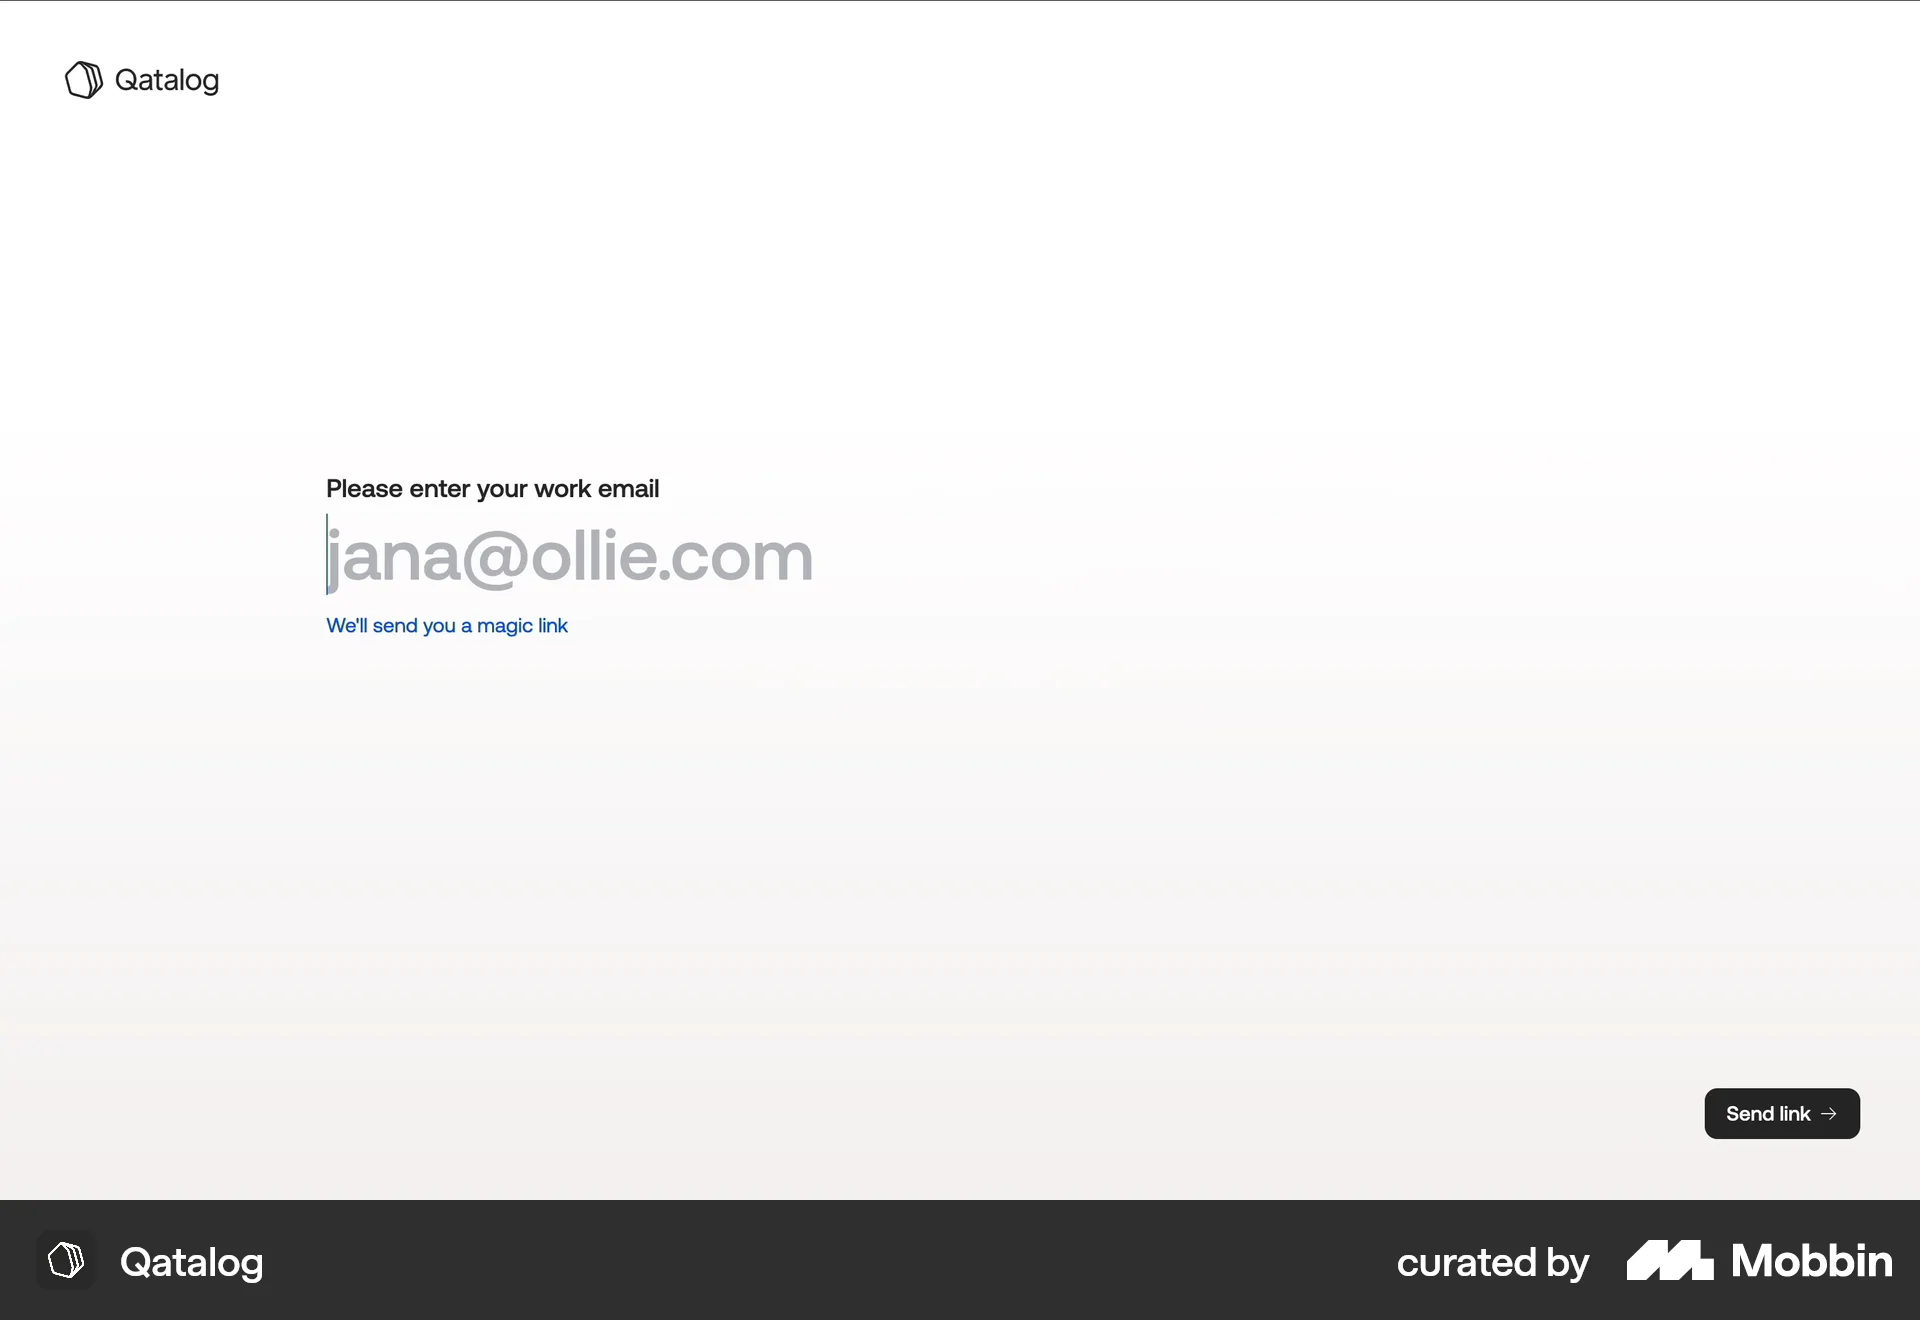 Qatalog
Please enter your work email
jana@ollie.com
We'll send you a magic link
Send link →
Qatalog
curated by Mobbin